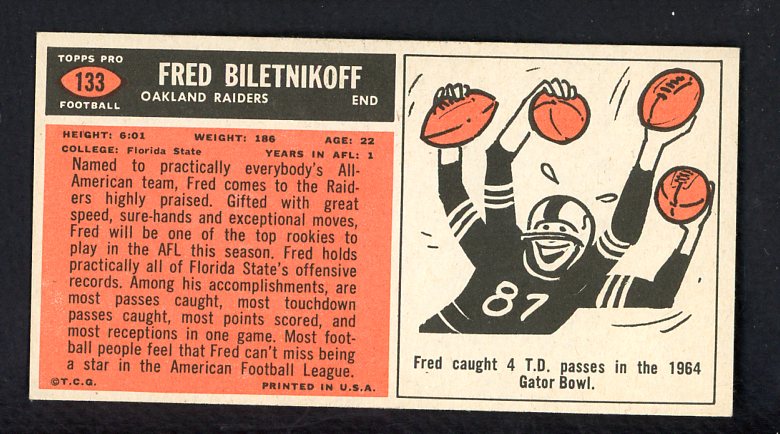 TOPPS PRO
133
FOOTBALL
FRED BILETNIKOFF
OAKLAND RAIDERS END
HEIGHT: 6:01 WEIGHT: 186 AGE: 22
COLLEGE: Florida State YEARS IN AFL: 1
Named to practically everybody's All-
American team, Fred comes to the Raid-
ers highly praised. Gifted with great
speed, sure-hands and exceptional moves,
Fred will be one of the top rookies to
play in the AFL this season. Fred holds
practically all of Florida State's offensive
records. Among his accomplishments, are
most passes caught, most touchdown
passes caught, most points scored, and
most receptions in one game. Most foot-
ball people feel that Fred can't miss being
a star in the American Football League.
©T.C.G. PRINTED IN U.S.A.
87
Fred caught 4 T.D. passes in the 1964
Gator Bowl.